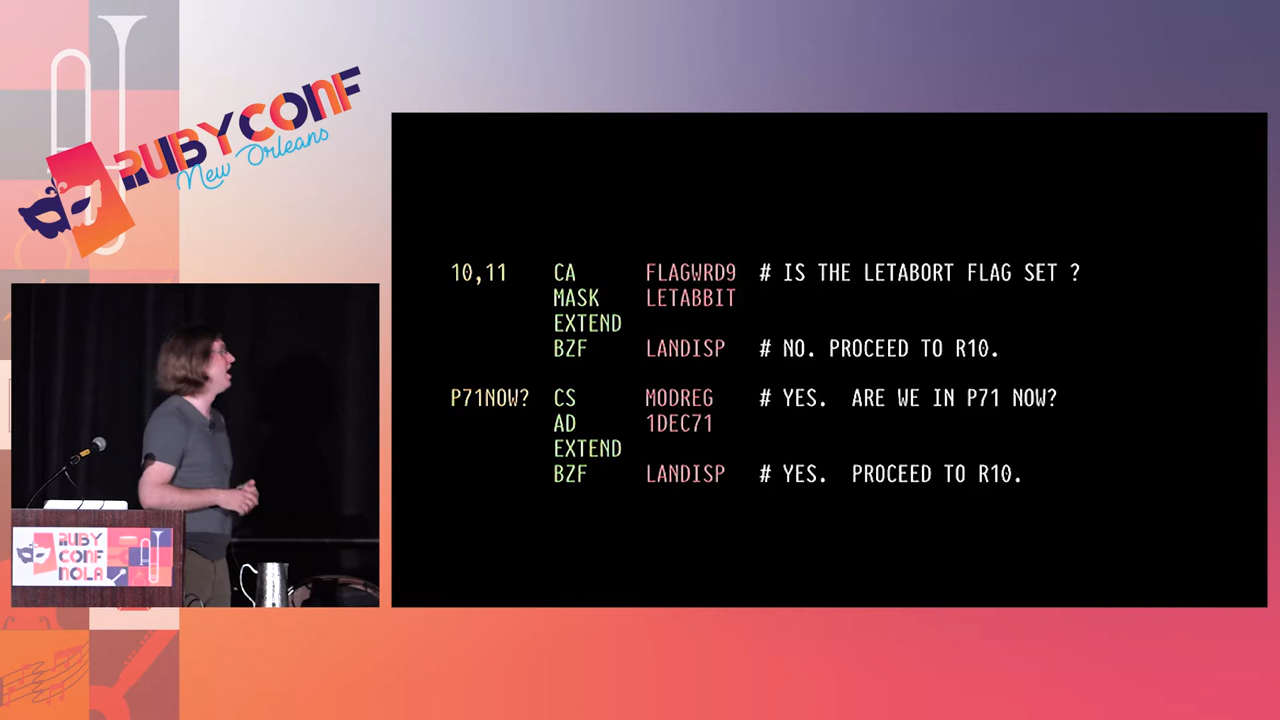 RUBYCONF
New Orleans
10,11 CA FLAGWRD9 # IS THE LETABORT FLAG SET ?
MASK LETABBIT
EXTEND
BZF LANDISP # NO. PROCEED TO R10.
P71NOW? CS MODREG # YES. ARE WE IN P71 NOW?
AD 1DEC71
EXTEND
BZF LANDISP # YES. PROCEED TO R10.
RUBY
CONF
NOLA